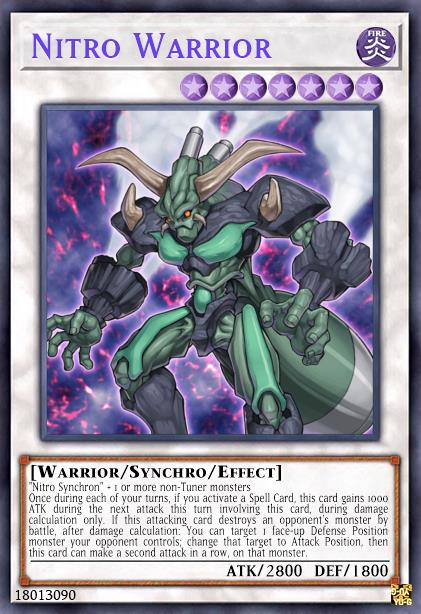 NITRO WARRIOR
FIRE
炎
[WARRIOR/SYNCHRO/EFFECT]
"Nitro Synchron" + 1 or more non-Tuner monsters
Once during each of your turns, if you activate a Spell Card, this card gains 1000
ATK during the next attack this turn involving this card, during damage
calculation only. If this attacking card destroys an opponent's monster by
battle, after damage calculation: You can target 1 face-up Defense Position
monster your opponent controls; change that target to Attack Position, then
this card can make a second attack in a row, on that monster.
ATK/2800 DEF/1800
18013090